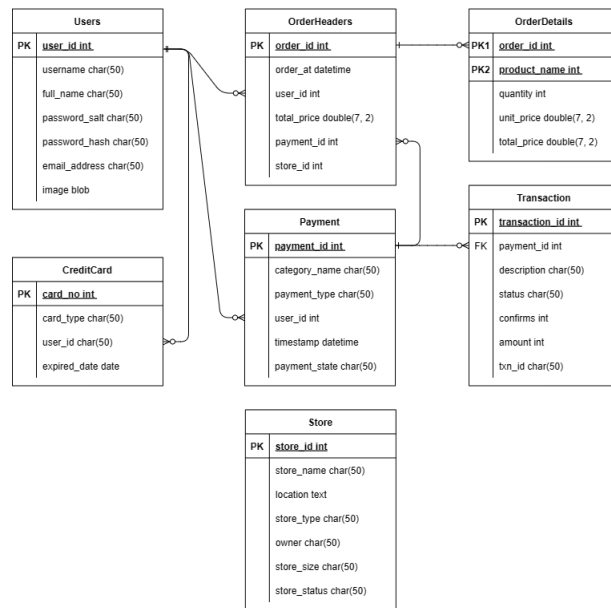 Users
PK user_id int
username char(50)
full_name char(50)
password_salt char(50)
password_hash char(50)
email_address char(50)
image blob
OrderHeaders
PK order_id int
order_at datetime
user_id int
total_price double(7, 2)
payment_id int
store_id int
OrderDetails
PK1 order_id int
PK2 product_name int
quantity int
unit_price double(7, 2)
total_price double(7, 2)
CreditCard
PK card_no int
card_type char(50)
user_id char(50)
expired_date date
Payment
PK payment_id int
category_name char(50)
payment_type char(50)
user_id int
timestamp datetime
payment_state char(50)
Transaction
PK transaction_id int
FK payment_id int
description char(50)
status char(50)
confirms int
amount int
txn_id char(50)
Store
PK store_id int
store_name char(50)
location text
store_type char(50)
owner char(50)
store_size char(50)
store_status char(50)